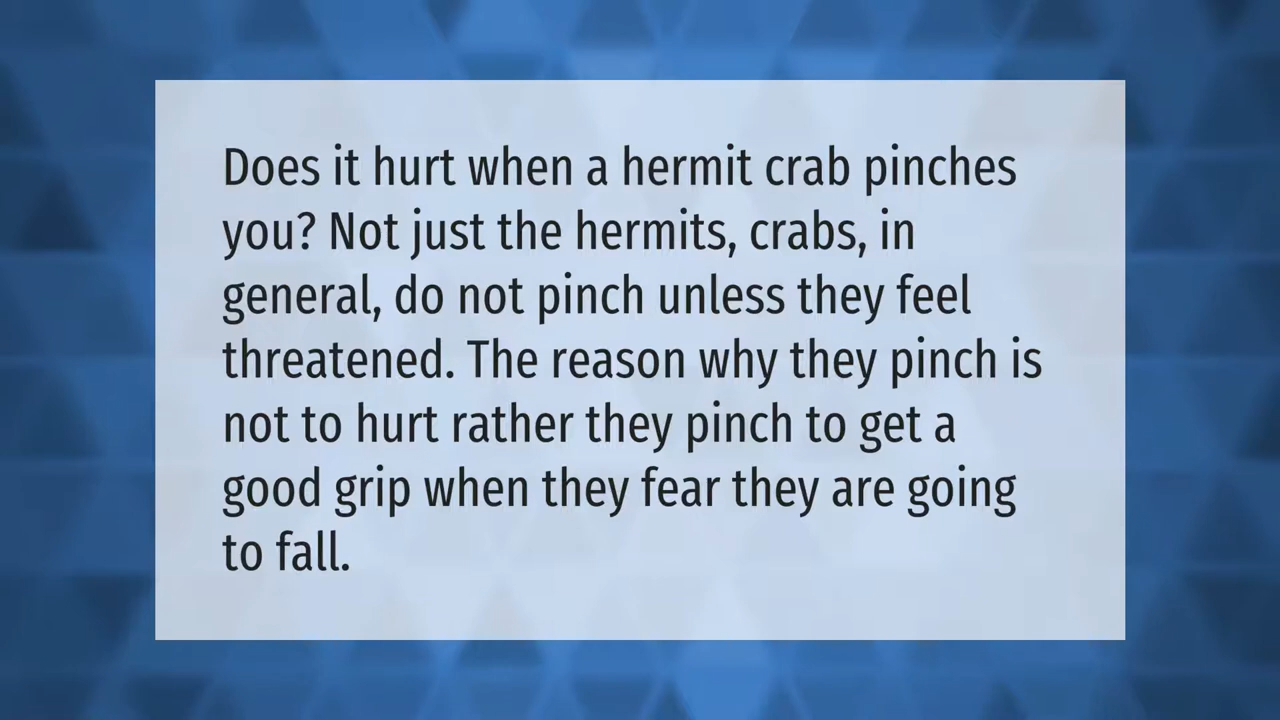 Does it hurt when a hermit crab pinches
you? Not just the hermits, crabs, in
general, do not pinch unless they feel
threatened. The reason why they pinch is
not to hurt rather they pinch to get a
good grip when they fear they are going
to fall.